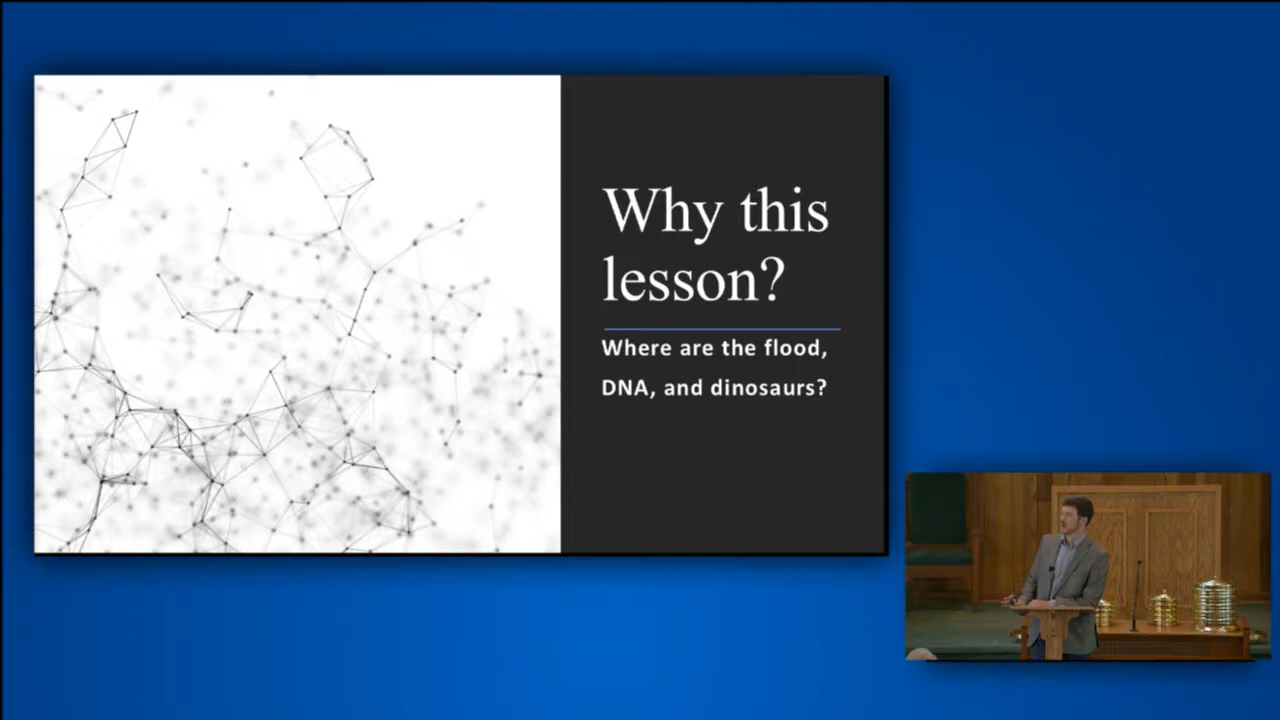 Why this
lesson?
Where are the flood,
DNA, and dinosaurs?